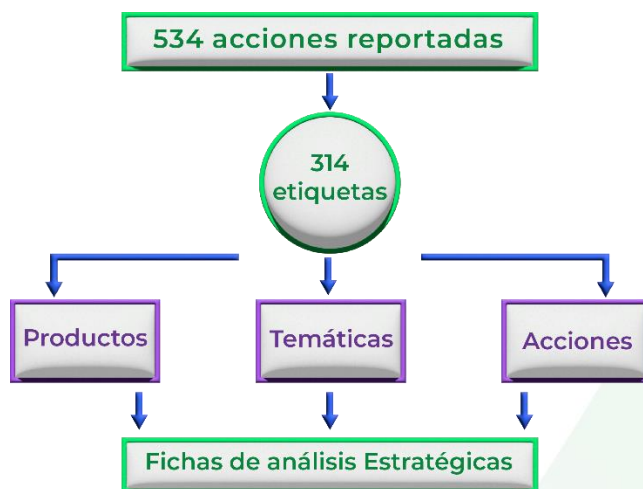 534 acciones reportadas
314
etiquetas
Productos
Temáticas
Acciones
Fichas de análisis Estratégicas